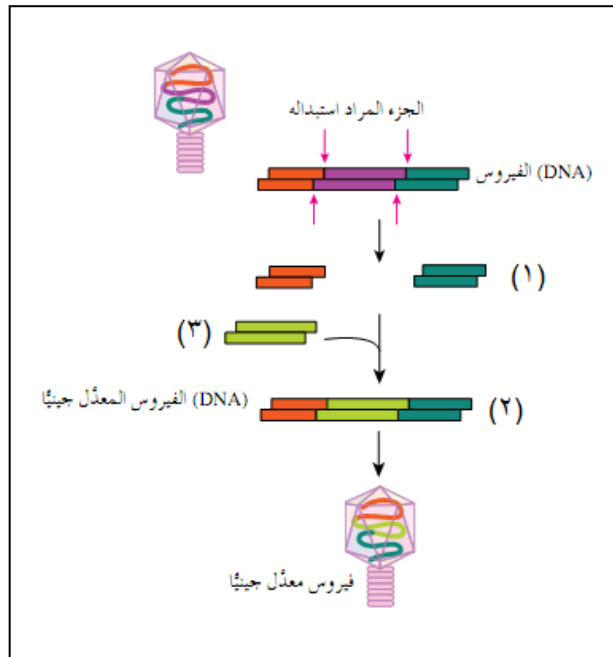 الجزء المراد استبداله
(DNA) الفيروس
(١)
(٣)
(DNA) الفيروس المعدَّل جينيًّا
(٢)
فيروس معدَّل جينيًّا